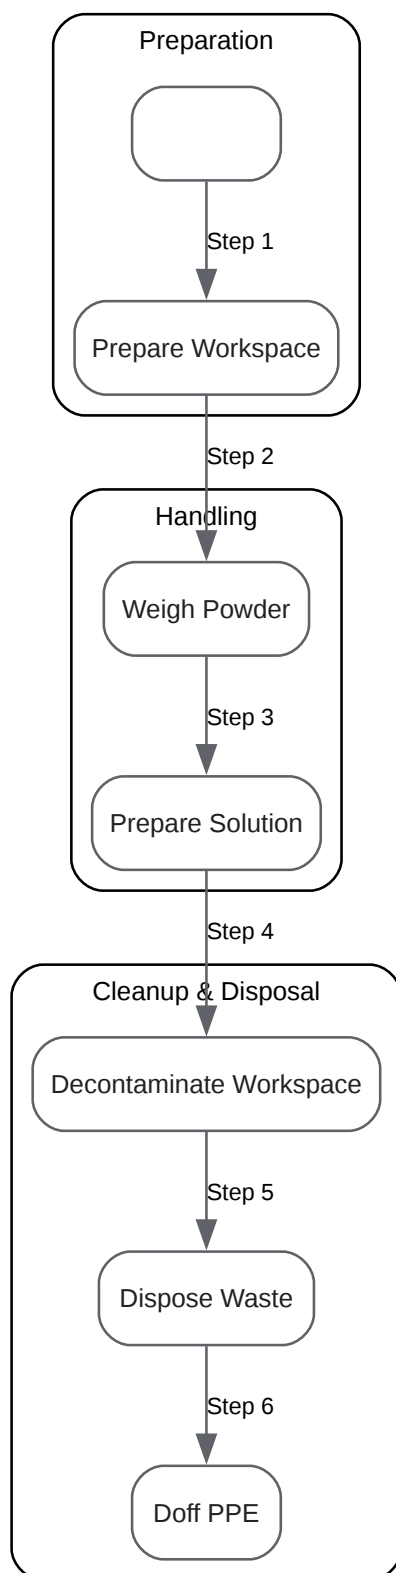 Preparation
Step 1
Prepare Workspace
Step 2
Handling
Weigh Powder
Step 3
Prepare Solution
Step 4
Cleanup & Disposal
Decontaminate Workspace
Step 5
Dispose Waste
Step 6
Doff PPE